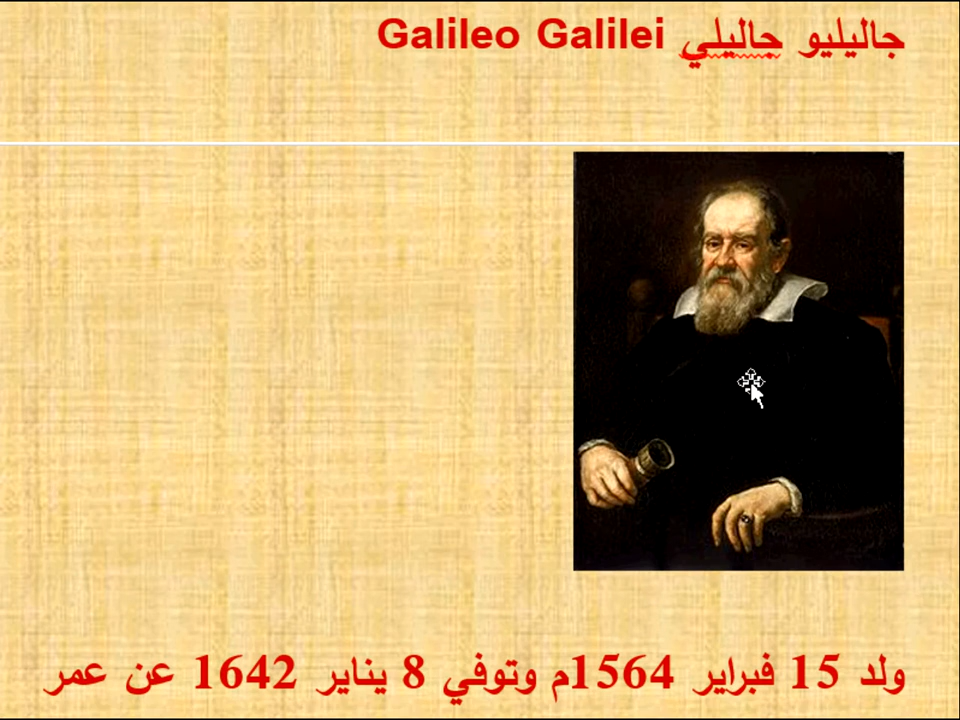 جاليليو جاليلي Galileo Galilei
ولد 15 فبراير 1564م وتوفي 8 يناير 1642 عن عمر